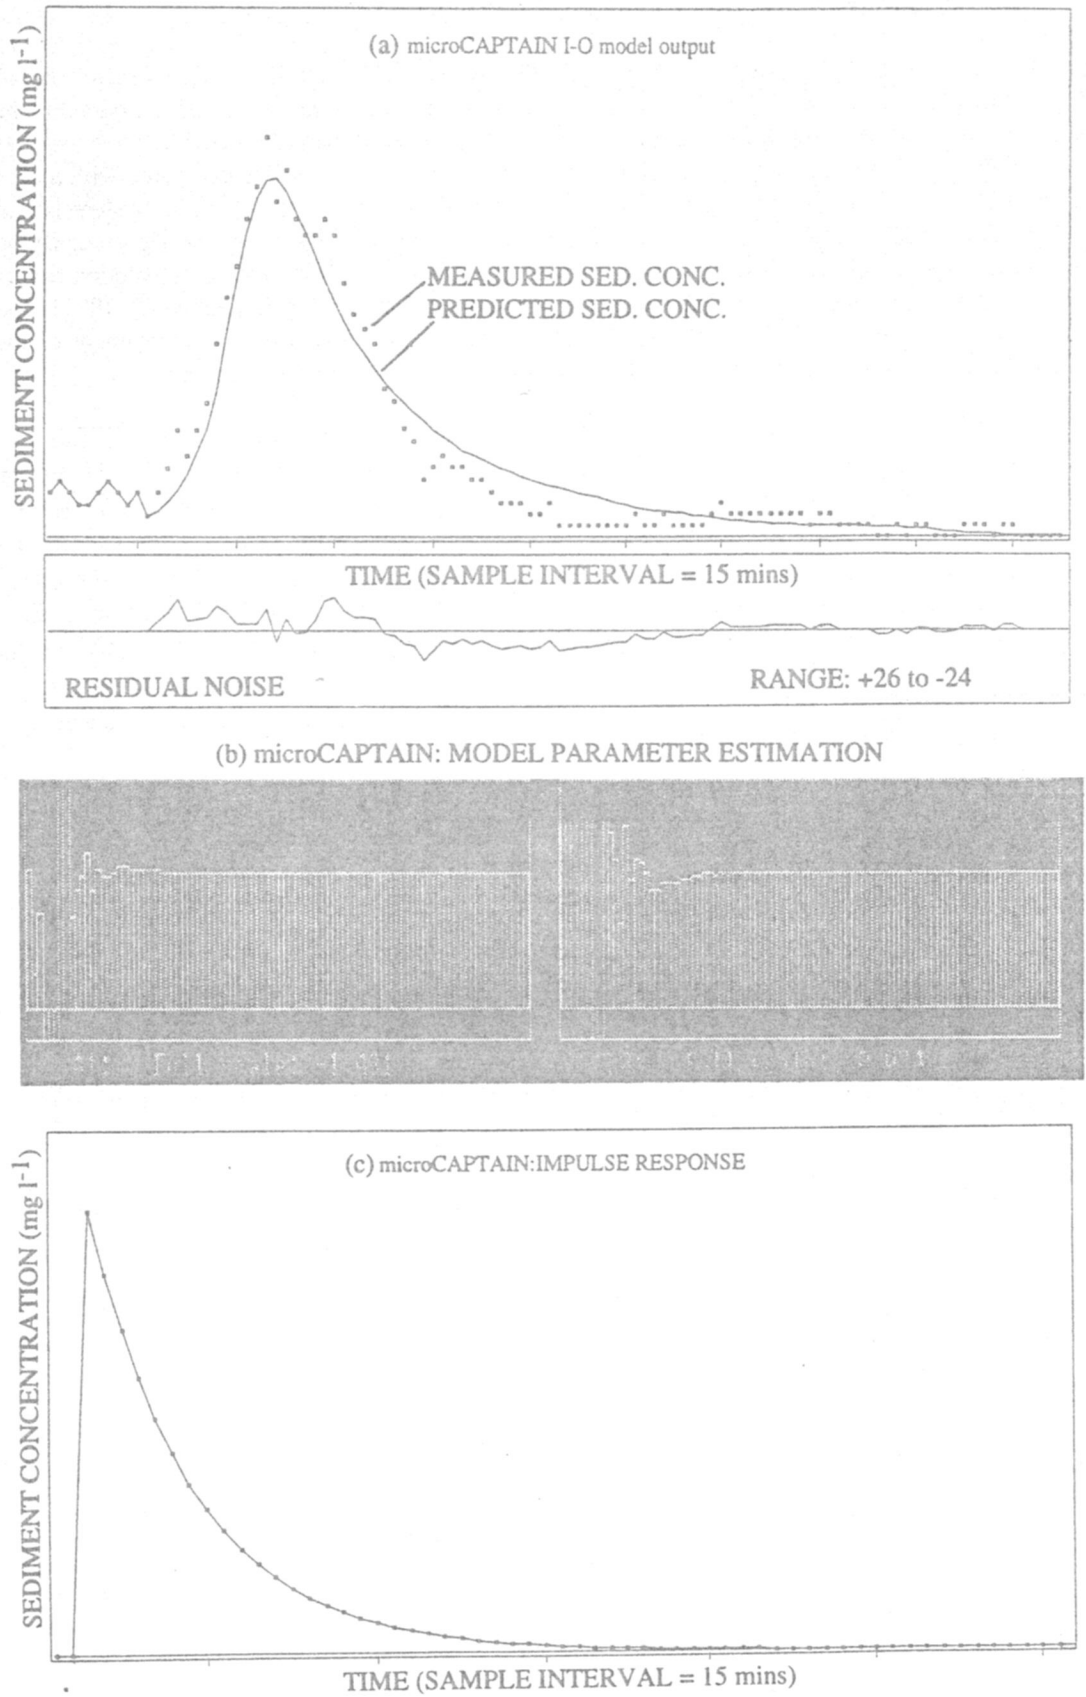 (a) microCAPTAIN I-O model output
SEDIMENT CONCENTRATION (mg l-1)
MEASURED SED. CONC.
PREDICTED SED. CONC.
TIME (SAMPLE INTERVAL = 15 mins)
RESIDUAL NOISE
RANGE: +26 to -24
(b) microCAPTAIN: MODEL PARAMETER ESTIMATION
(c) microCAPTAIN:IMPULSE RESPONSE
SEDIMENT CONCENTRATION (mg l-1)
TIME (SAMPLE INTERVAL = 15 mins)